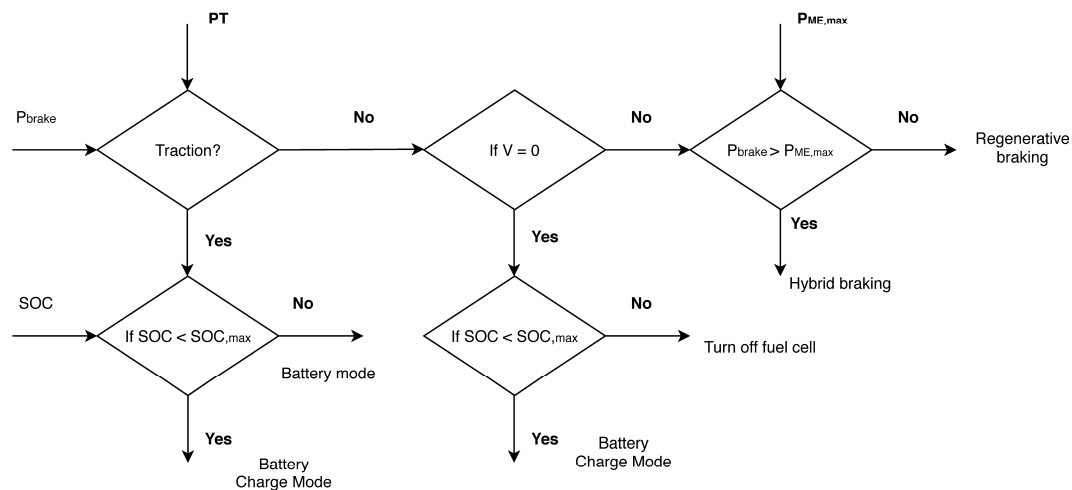 PT
PME,max
Pbrake
No
No
No
Traction?
If V = 0
Pbrake > PME,max
Regenerative
braking
Yes
Yes
Yes
Hybrid braking
SOC
No
No
If SOC < SOC,max
If SOC < SOC,max
Battery mode
Turn off fuel cell
Yes
Yes
Battery
Charge Mode
Battery
Charge Mode